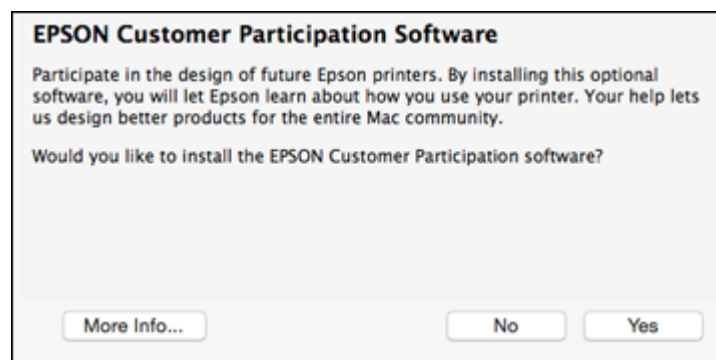 EPSON Customer Participation Software
Participate in the design of future Epson printers. By installing this optional
software, you will let Epson learn about how you use your printer. Your help lets
us design better products for the entire Mac community.
Would you like to install the EPSON Customer Participation software?
More Info... No Yes